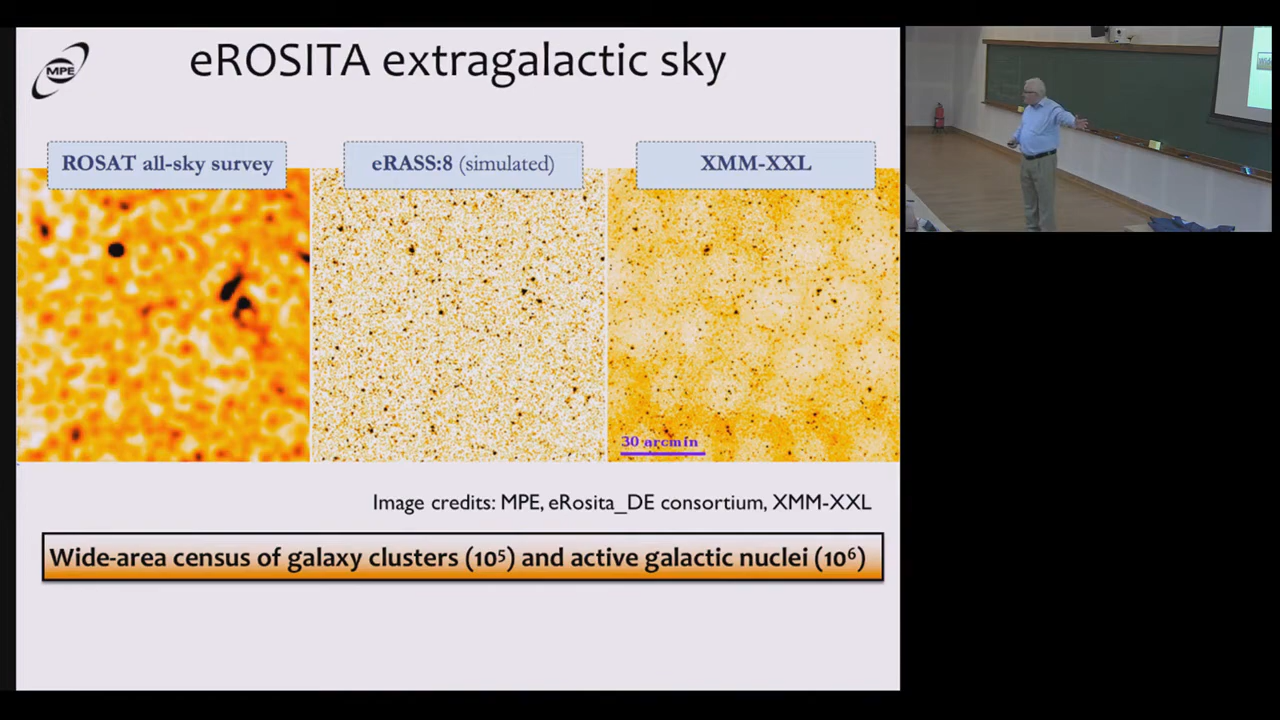 MPE
eROSITA extragalactic sky
ROSAT all-sky survey
eRASS:8 (simulated)
XMM-XXL
30 arcmin
Image credits: MPE, eRosita_DE consortium, XMM-XXL
Wide-area census of galaxy clusters (10⁵) and active galactic nuclei (10⁶)